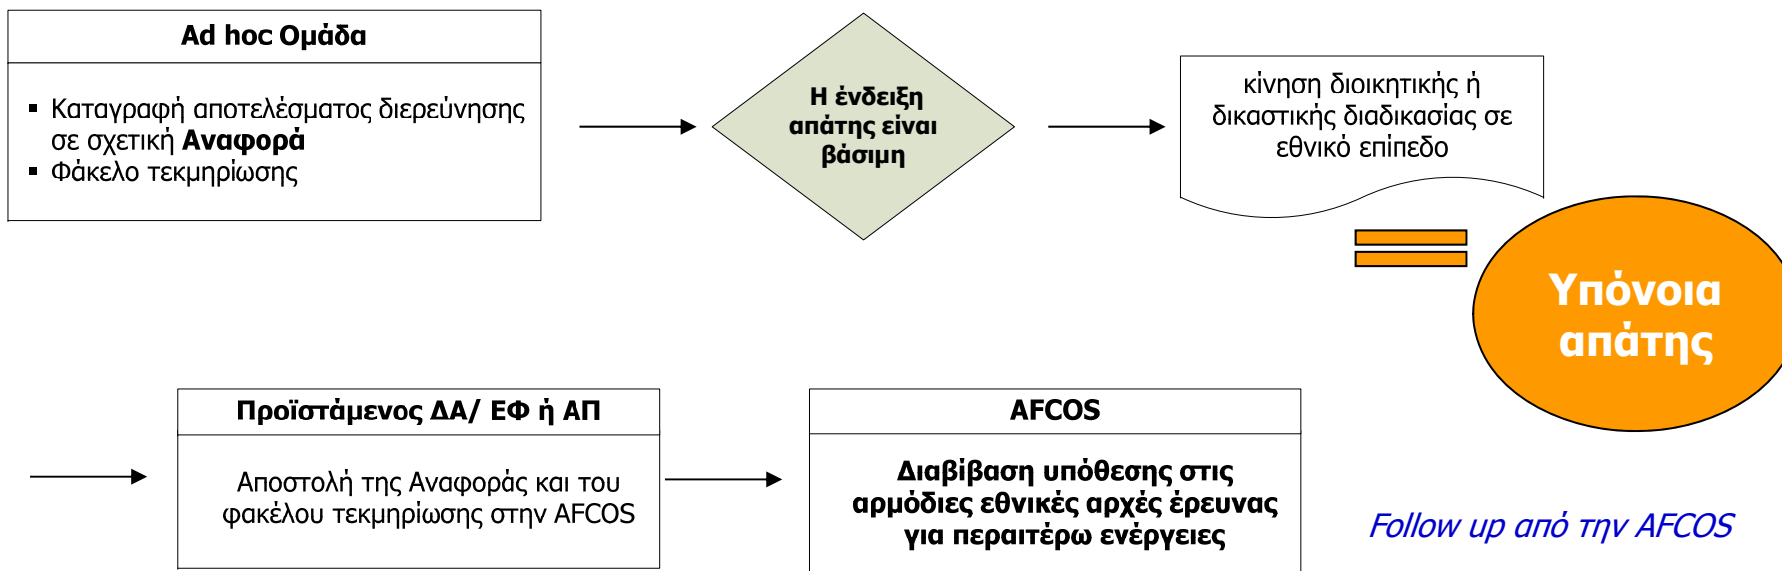 Ad hoc Ομάδα
▪ Καταγραφή αποτελέσματος διερεύνησης
σε σχετική Αναφορά
▪ Φάκελο τεκμηρίωσης
Η ένδειξη
απάτης είναι
βάσιμη
κίνηση διοικητικής ή
δικαστικής διαδικασίας σε
εθνικό επίπεδο
Υπόνοια
απάτης
Προϊστάμενος ΔΑ/ ΕΦ ή ΑΠ
Αποστολή της Αναφοράς και του
φακέλου τεκμηρίωσης στην AFCOS
AFCOS
Διαβίβαση υπόθεσης στις
αρμόδιες εθνικές αρχές έρευνας
για περαιτέρω ενέργειες
Follow up από την AFCOS